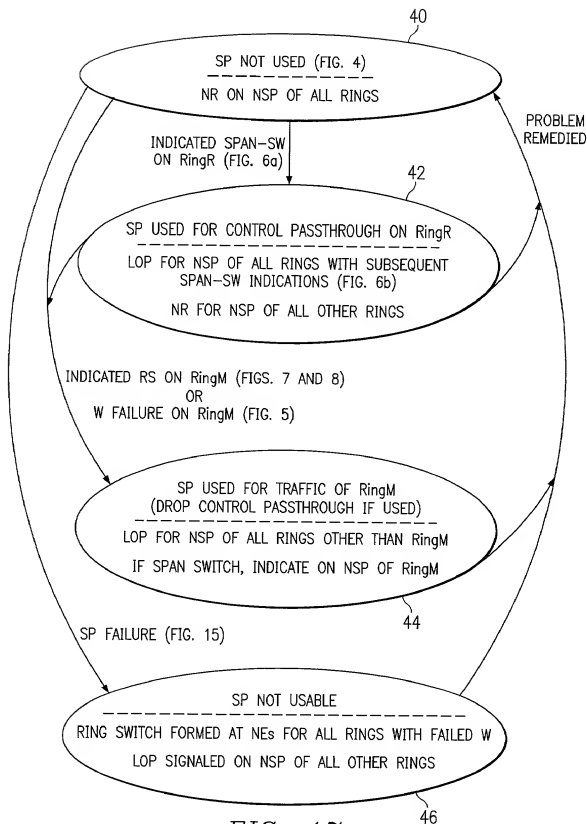 40
SP NOT USED (FIG. 4)
NR ON NSP OF ALL RINGS
PROBLEM
REMEDIED
INDICATED SPAN-SW
ON RingR (FIG. 6a)
42
SP USED FOR CONTROL PASSTHROUGH ON RingR
LOP FOR NSP OF ALL RINGS WITH SUBSEQUENT
SPAN-SW INDICATIONS (FIG. 6b)
NR FOR NSP OF ALL OTHER RINGS
INDICATED RS ON RingM (FIGS. 7 AND 8)
OR
W FAILURE ON RingM (FIG. 5)
SP USED FOR TRAFFIC OF RingM
(DROP CONTROL PASSTHROUGH IF USED)
LOP FOR NSP OF ALL RINGS OTHER THAN RingM
IF SPAN SWITCH, INDICATE ON NSP OF RingM
44
SP FAILURE (FIG. 15)
SP NOT USABLE
RING SWITCH FORMED AT NEs FOR ALL RINGS WITH FAILED W
LOP SIGNALED ON NSP OF ALL OTHER RINGS
46